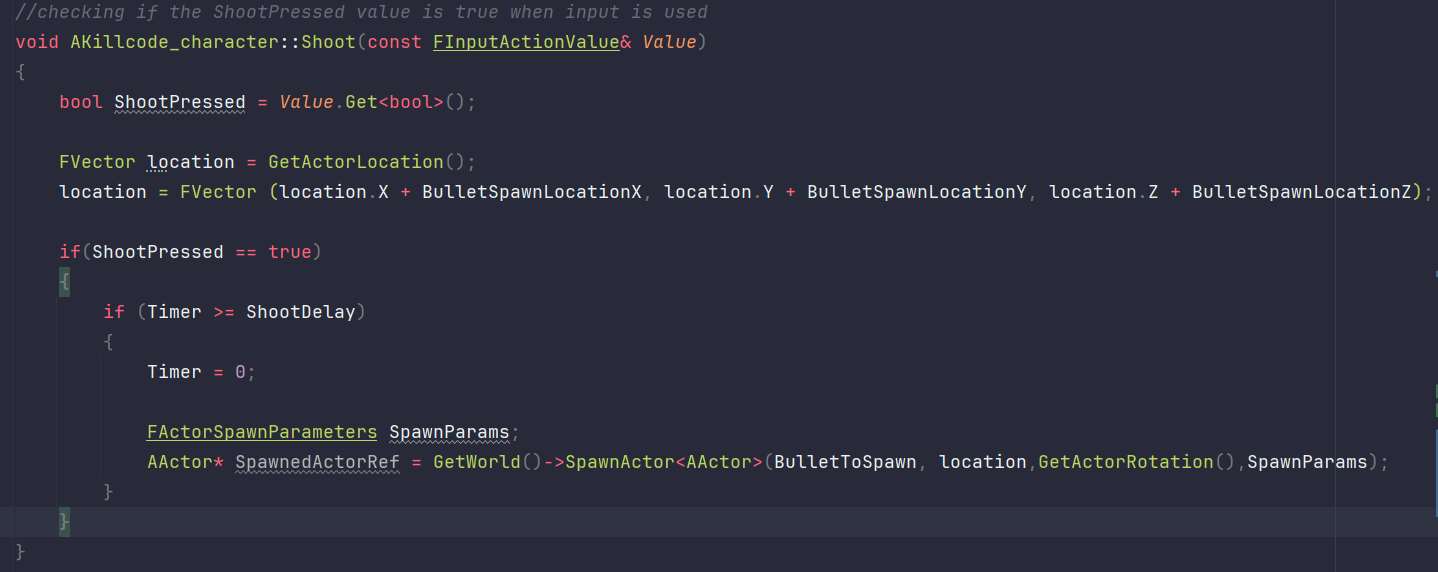 //checking if the ShootPressed value is true when input is used
void AKillcode_character::Shoot(const FInputActionValue& Value)
{
    bool ShootPressed = Value.Get<bool>();

    FVector location = GetActorLocation();
    location = FVector (location.X + BulletSpawnLocationX, location.Y + BulletSpawnLocationY, location.Z + BulletSpawnLocationZ);

    if(ShootPressed == true)
    {
        if (Timer >= ShootDelay)
        {
            Timer = 0;

            FActorSpawnParameters SpawnParams;
            AActor* SpawnedActorRef = GetWorld()->SpawnActor<AActor>(BulletToSpawn, location,GetActorRotation(),SpawnParams);
        }
    }
}